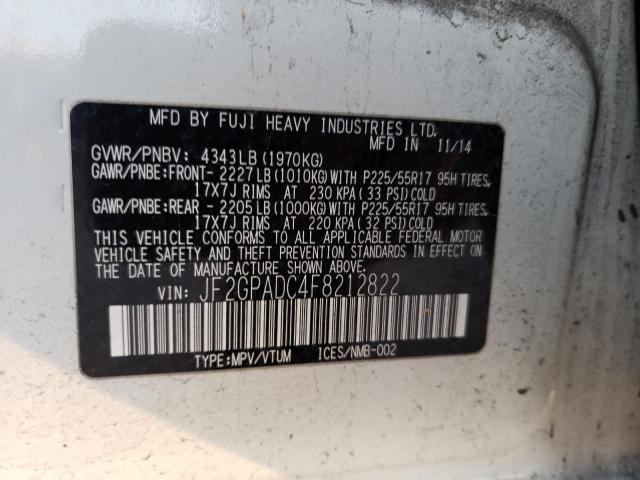 MFD BY FUJI HEAVY INDUSTRIES LTD.
MFD IN 11/14
GVWR/PNBV: 4343LB(1970KG)
GAWR/PNBE:FRONT- 2227LB(1010KG)WITH P225/55R17 95H TIRES,
17X7J RIMS AT 230 KPA(33 PSI)COLD
GAWR/PNBE:REAR - 2205LB(1000KG)WITH P225/55R17 95H TIRES,
17X7J RIMS AT 220 KPA(32 PSI)COLD
THIS VEHICLE CONFORMS TO ALL APPLICABLE FEDERAL MOTOR
VEHICLE SAFETY AND THEFT PREVENTION STANDARDS IN EFFECT ON
THE DATE OF MANUFACTURE SHOWN ABOVE.
VIN: JF2GPADC4F8212822
TYPE:MPV/VTUM ICES/NMB-002